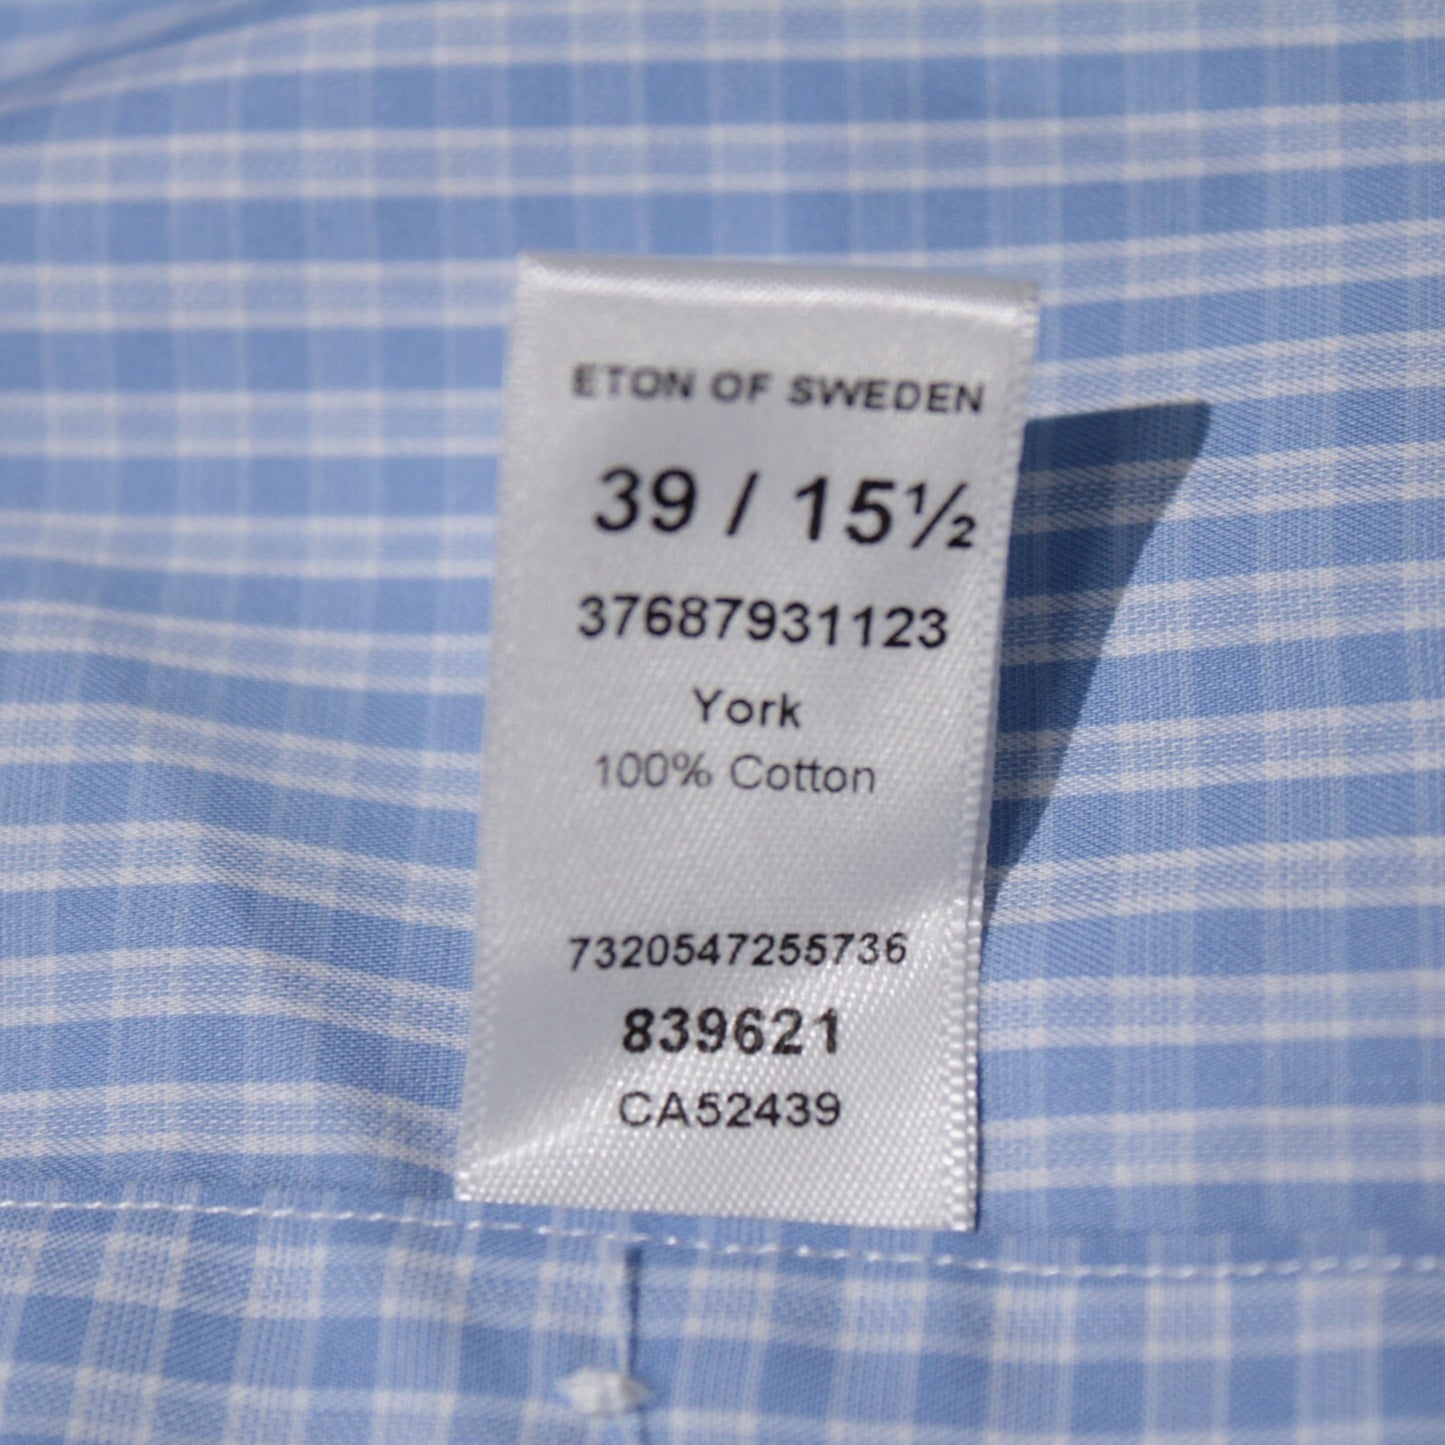 ETON OF SWEDEN
39 / 15½
37687931123
York
100% Cotton
7320547255736
839621
CA52439